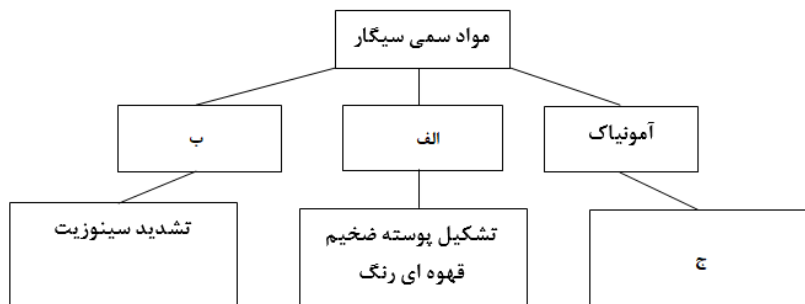 مواد سمی سیگار
آمونیاک
الف
ب
ج
تشکیل پوسته ضخیم
قهوه ای رنگ
تشدید سینوزیت